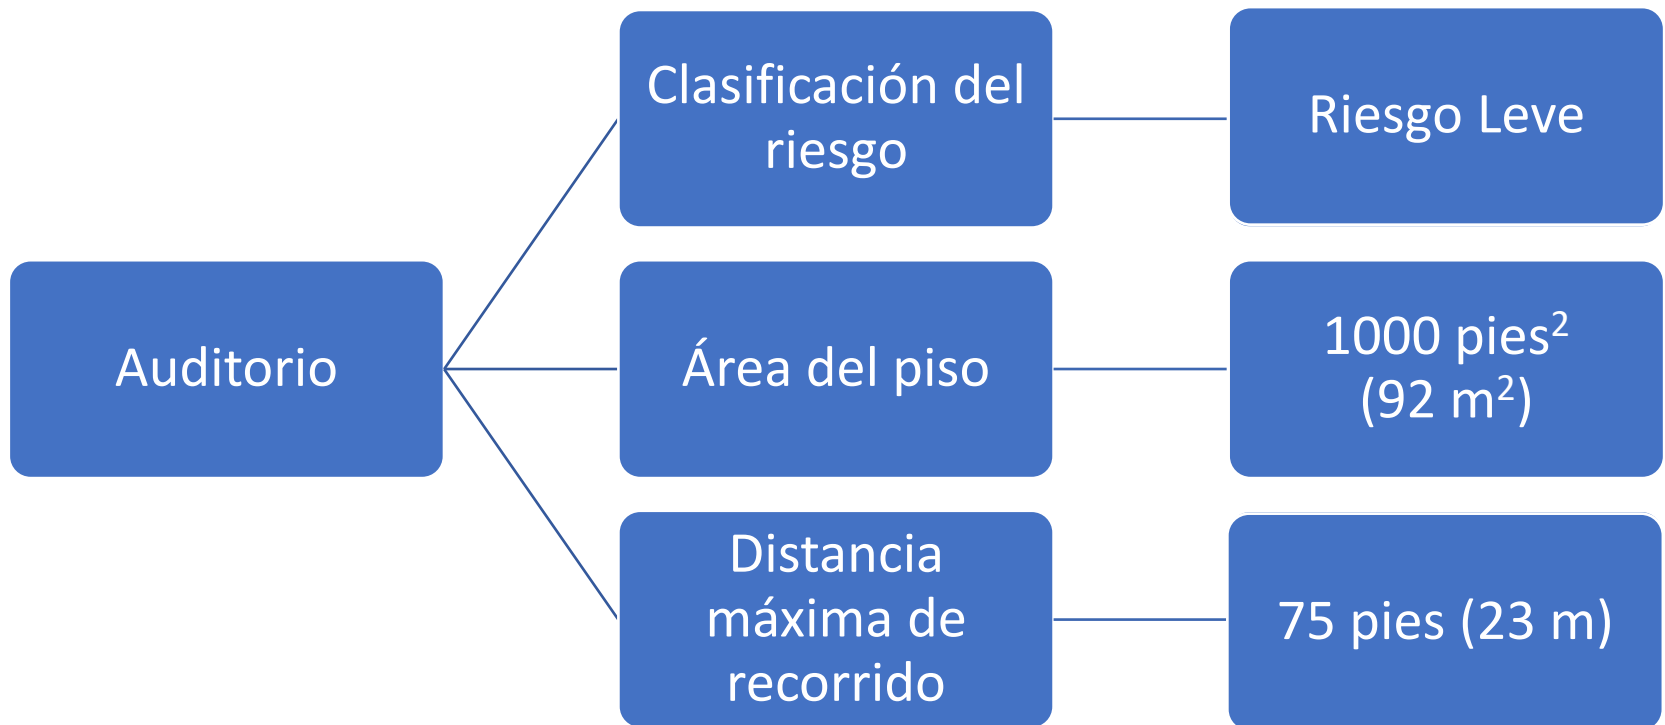 Auditorio
Clasificación del
riesgo
Riesgo Leve
Área del piso
1000 pies²
(92 m²)
Distancia
máxima de
recorrido
75 pies (23 m)